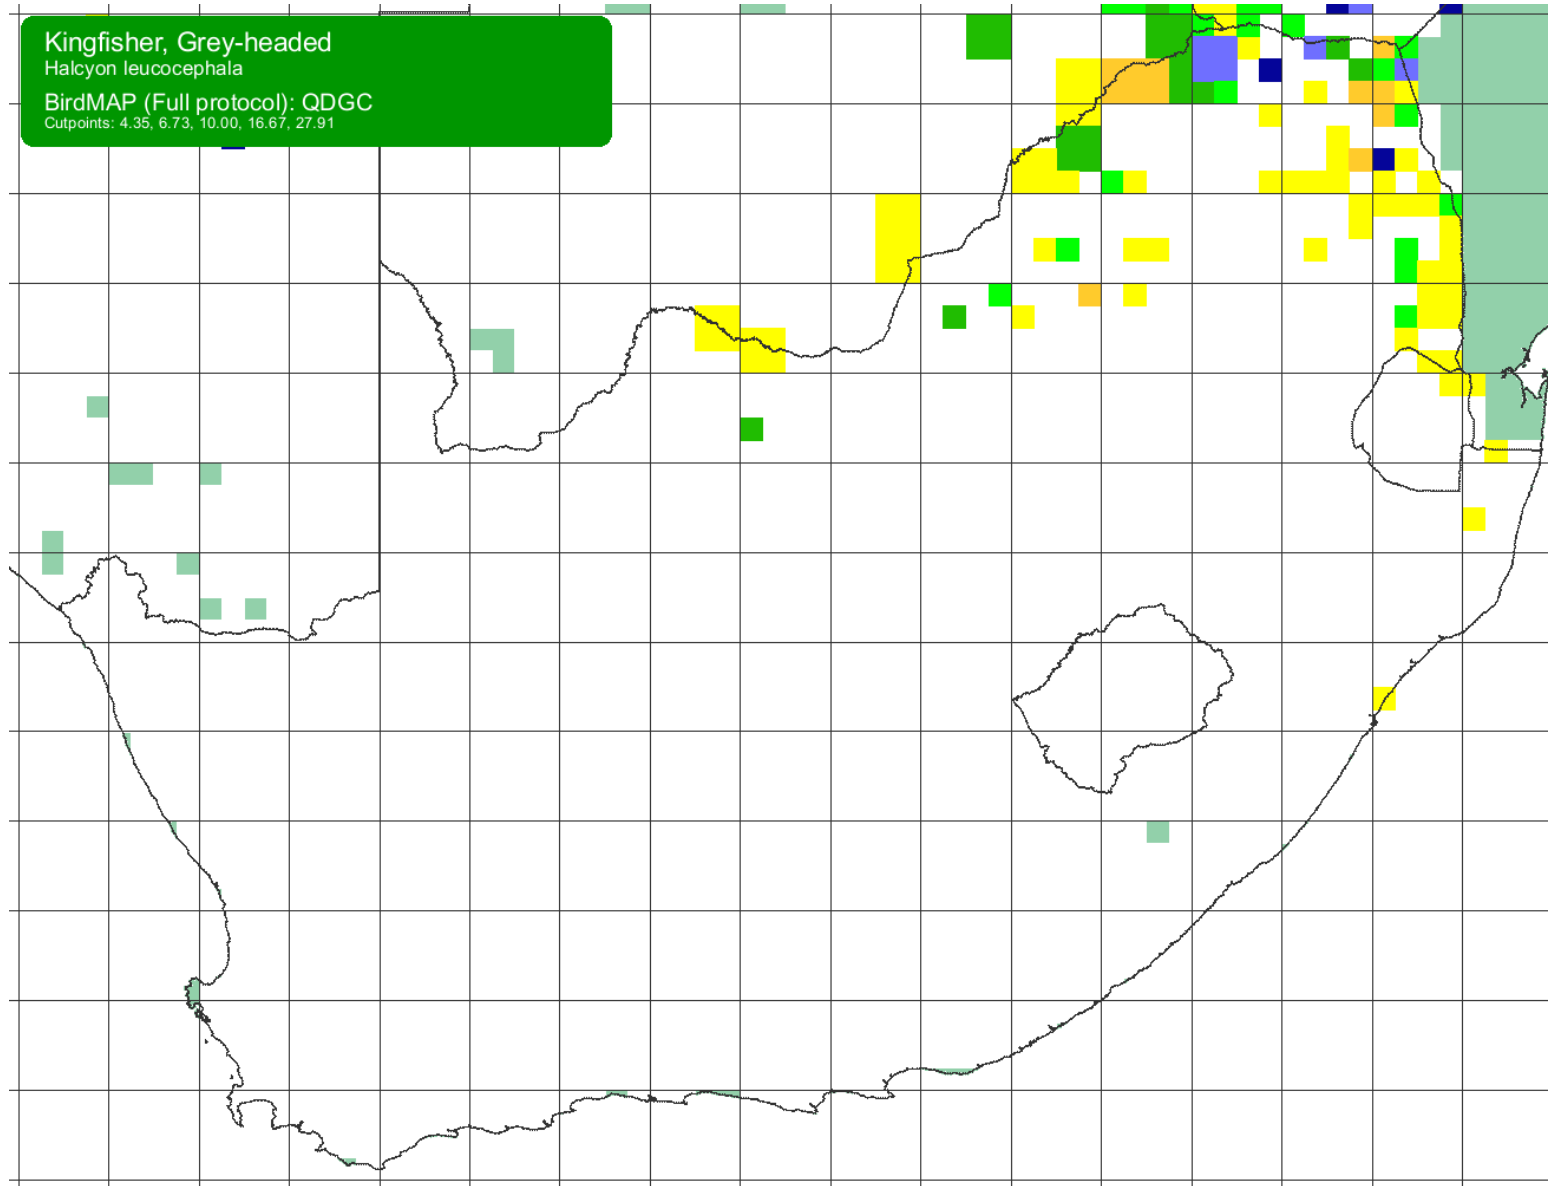 Kingfisher, Grey-headed
Halcyon leucocephala
BirdMAP (Full protocol): QDGC
Cutpoints: 4.35, 6.73, 10.00, 16.67, 27.91